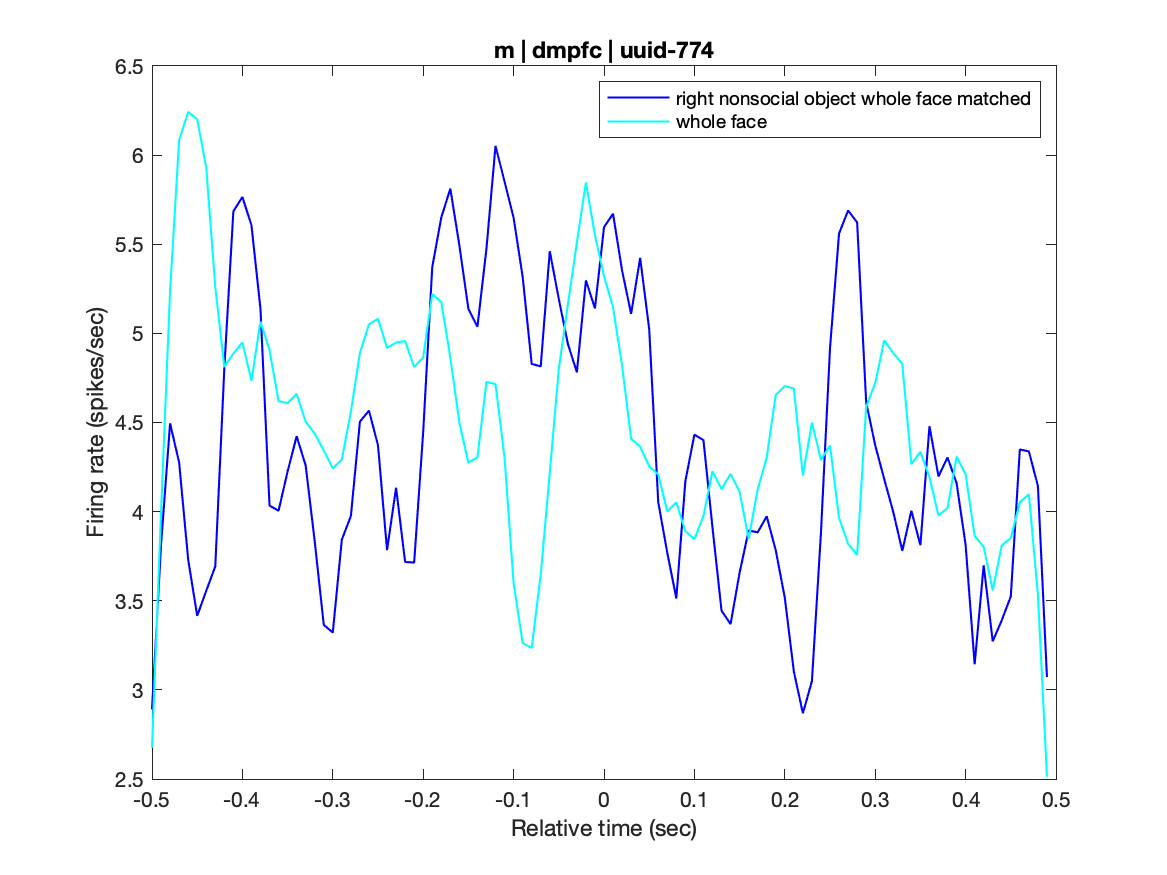 m | dmpfc | uuid-774
right nonsocial object whole face matched
whole face
Firing rate (spikes/sec)
6.5
6
5.5
5
4.5
4
3.5
3
2.5
-0.5 -0.4 -0.3 -0.2 -0.1 0 0.1 0.2 0.3 0.4 0.5
Relative time (sec)